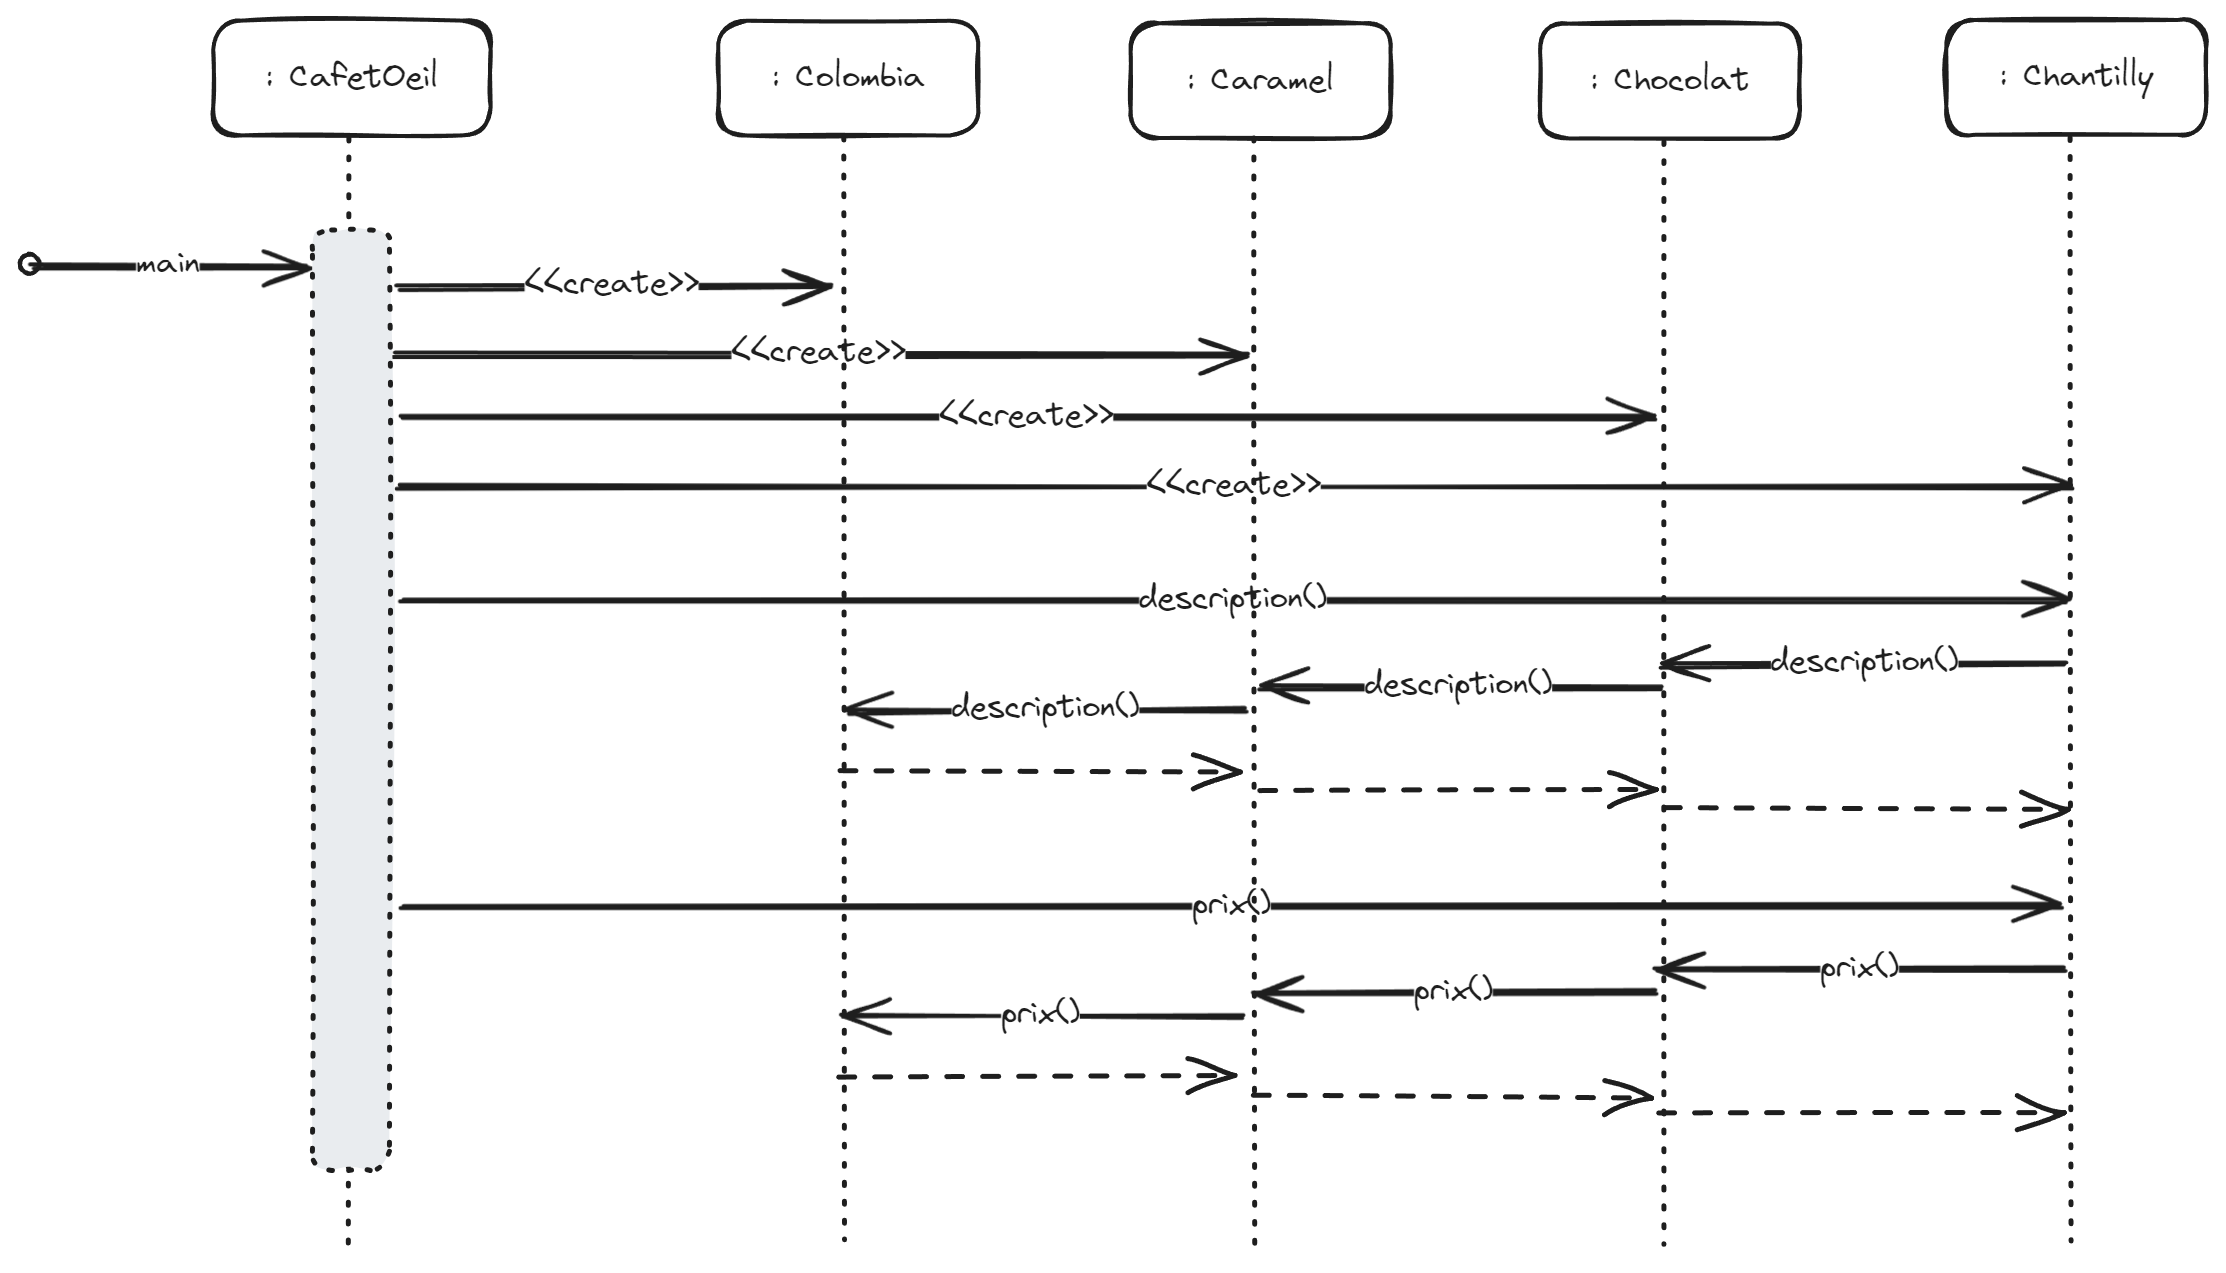 : CafetOeil
: Colombia
: Caramel
: Chocolat
: Chantilly
main
<<create>>
<<create>>
<<create>>
<<create>>
description()
description()
description()
description()
prix()
prix()
prix()
prix()